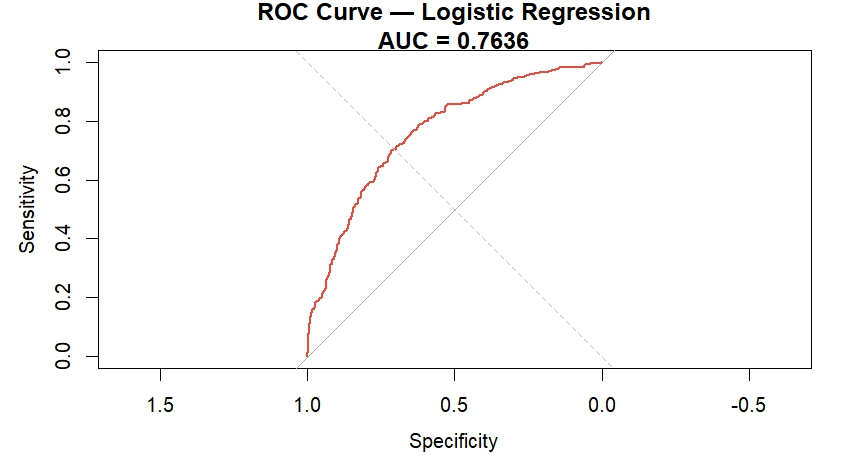 ROC Curve — Logistic Regression
AUC = 0.7636
1.0
0.8
0.6
0.4
0.2
0.0
Sensitivity
1.5 1.0 0.5 0.0 -0.5
Specificity